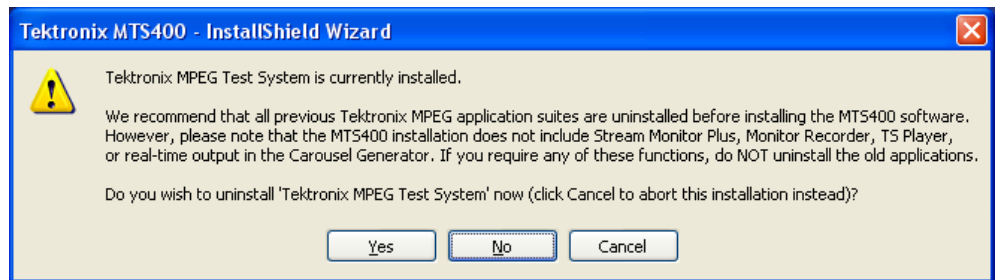 Tektronix MTS400 - InstallShield Wizard
Tektronix MPEG Test System is currently installed.
We recommend that all previous Tektronix MPEG application suites are uninstalled before installing the MTS400 software.
However, please note that the MTS400 installation does not include Stream Monitor Plus, Monitor Recorder, TS Player,
or real-time output in the Carousel Generator. If you require any of these functions, do NOT uninstall the old applications.
Do you wish to uninstall 'Tektronix MPEG Test System' now (click Cancel to abort this installation instead)?
Yes No Cancel